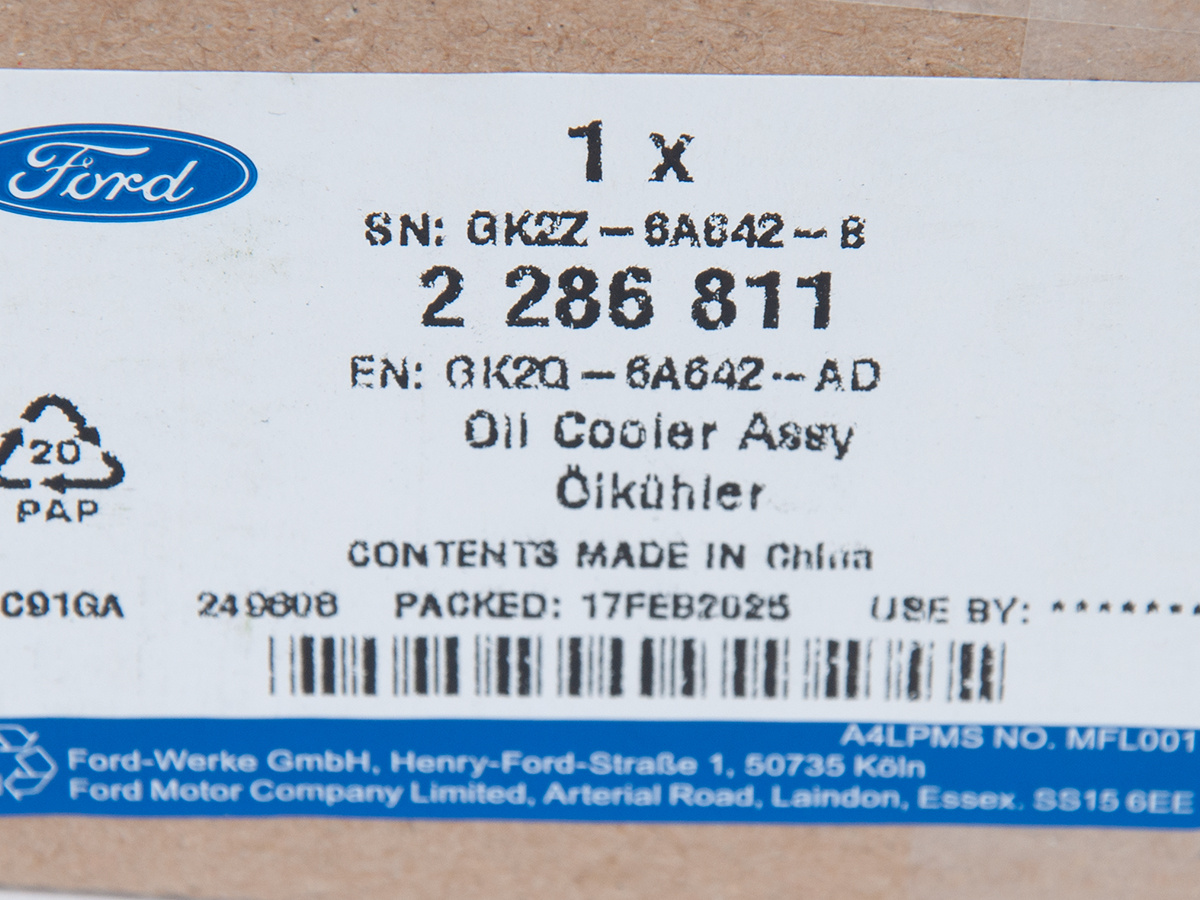 Ford
1 x
SN: GK2Z-6A642-B
2 286 811
EN: GK2Q-6A642-AD
Oil Cooler Assy
Ölkühler
20
PAP
CONTENTS MADE IN China
C91GA 249808 PACKED: 17FEB2025 USE BY: *******
A4LPMS NO. MFL001
Ford-Werke GmbH, Henry-Ford-Straße 1, 50735 Köln
Ford Motor Company Limited, Arterial Road, Laindon, Essex. SS15 6EE